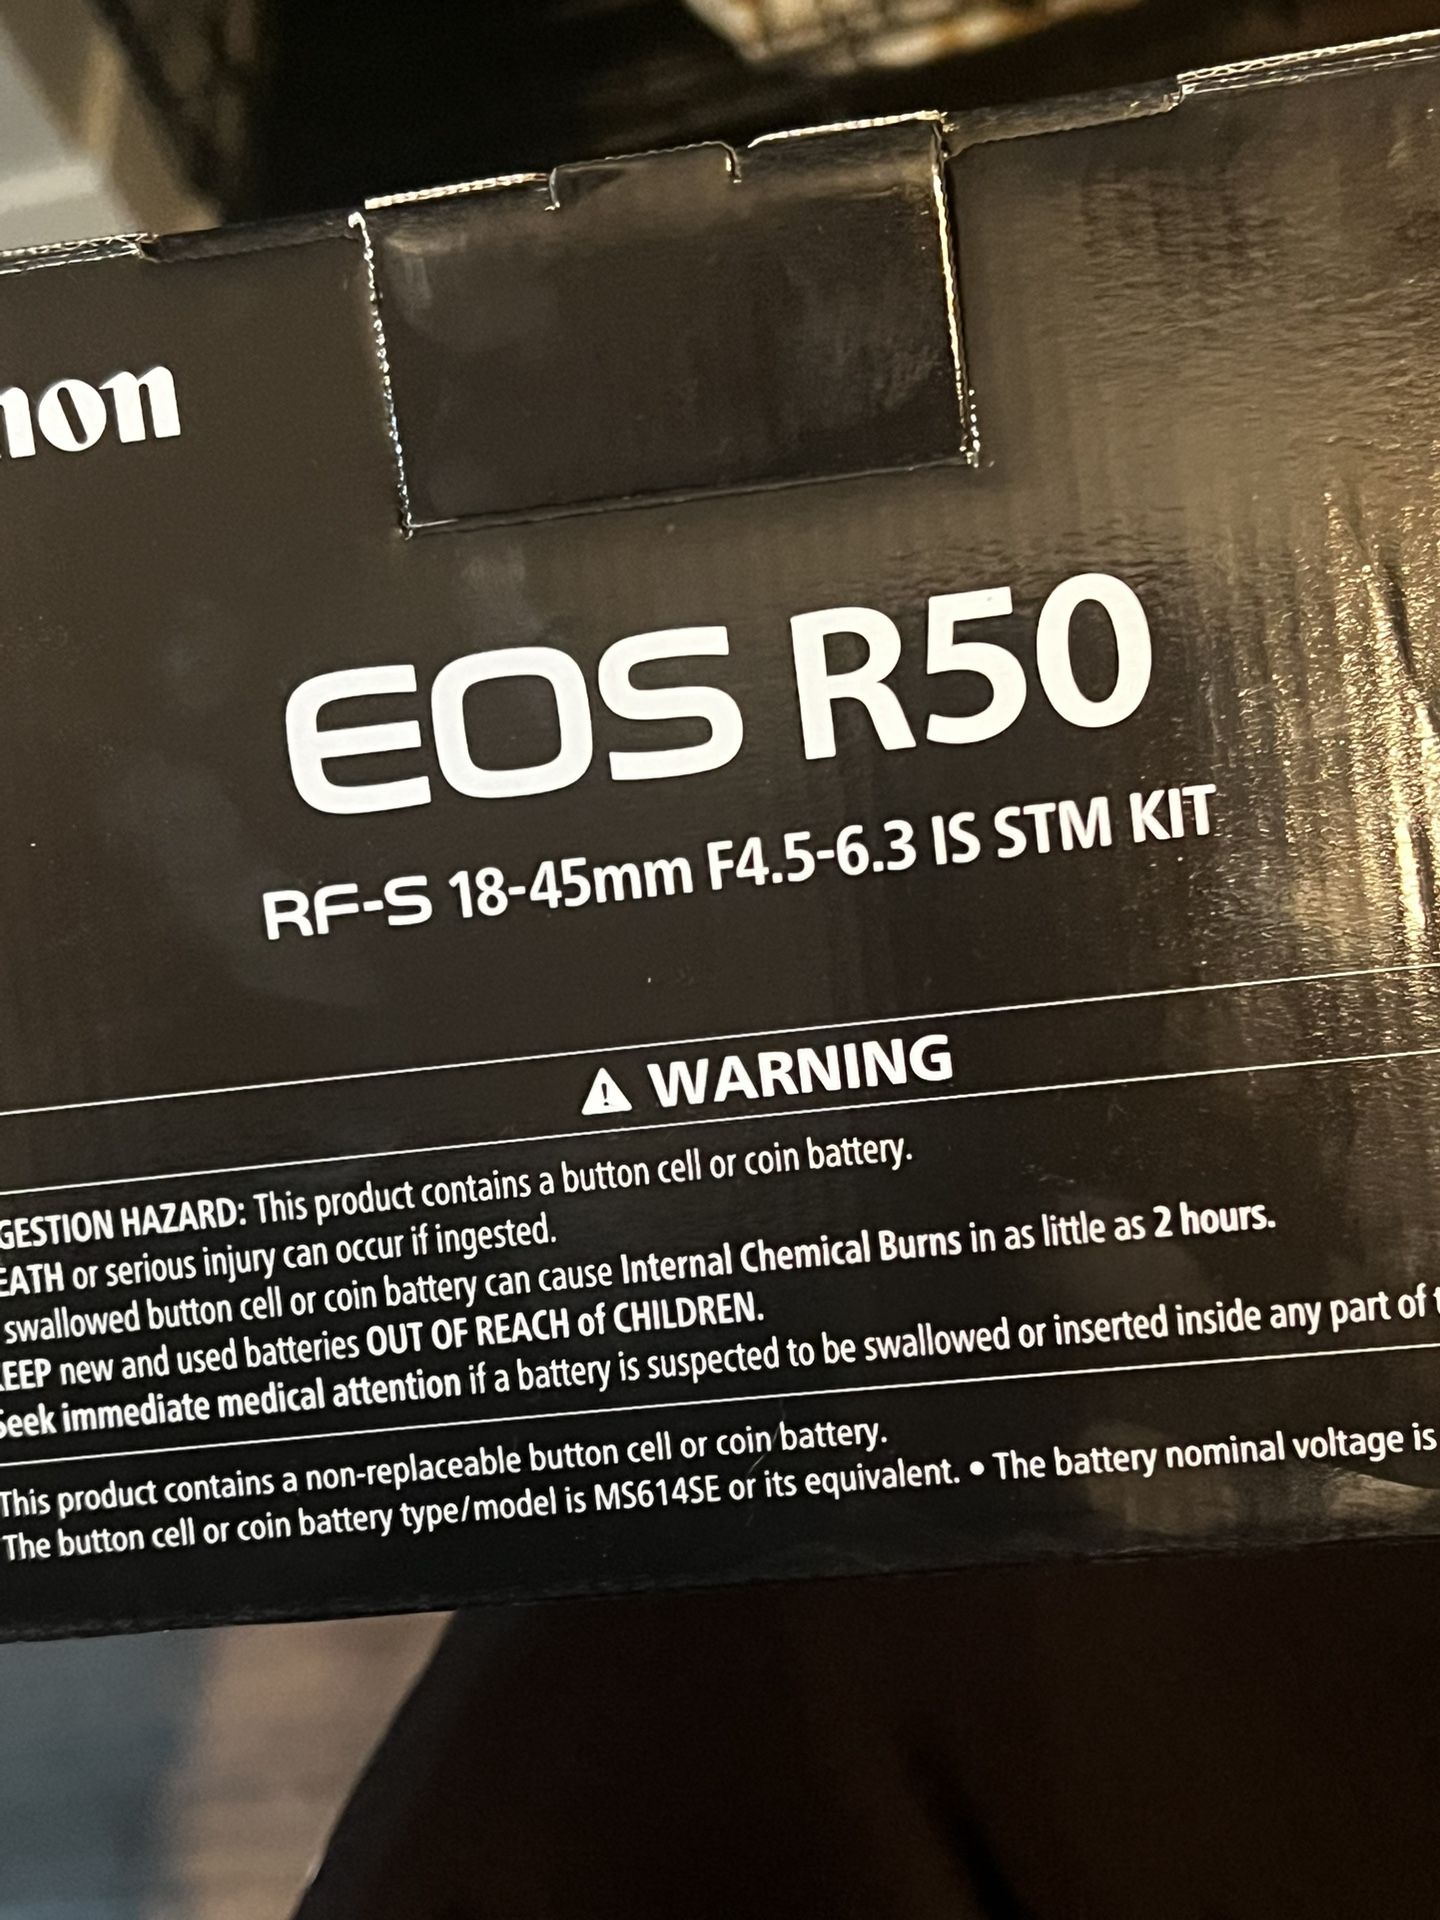 non
EOS R50
RF-S 18-45mm F4.5-6.3 IS STM KIT
WARNING
GESTION HAZARD: This product contains a button cell or coin battery.
EATH or serious injury can occur if ingested.
swallowed button cell or coin battery can cause Internal Chemical Burns in as little as 2 hours.
EEP new and used batteries OUT OF REACH of CHILDREN.
Seek immediate medical attention if a battery is suspected to be swallowed or inserted inside any part of t
This product contains a non-replaceable button cell or coin battery.
The button cell or coin battery type/model is MS614SE or its equivalent. • The battery nominal voltage is